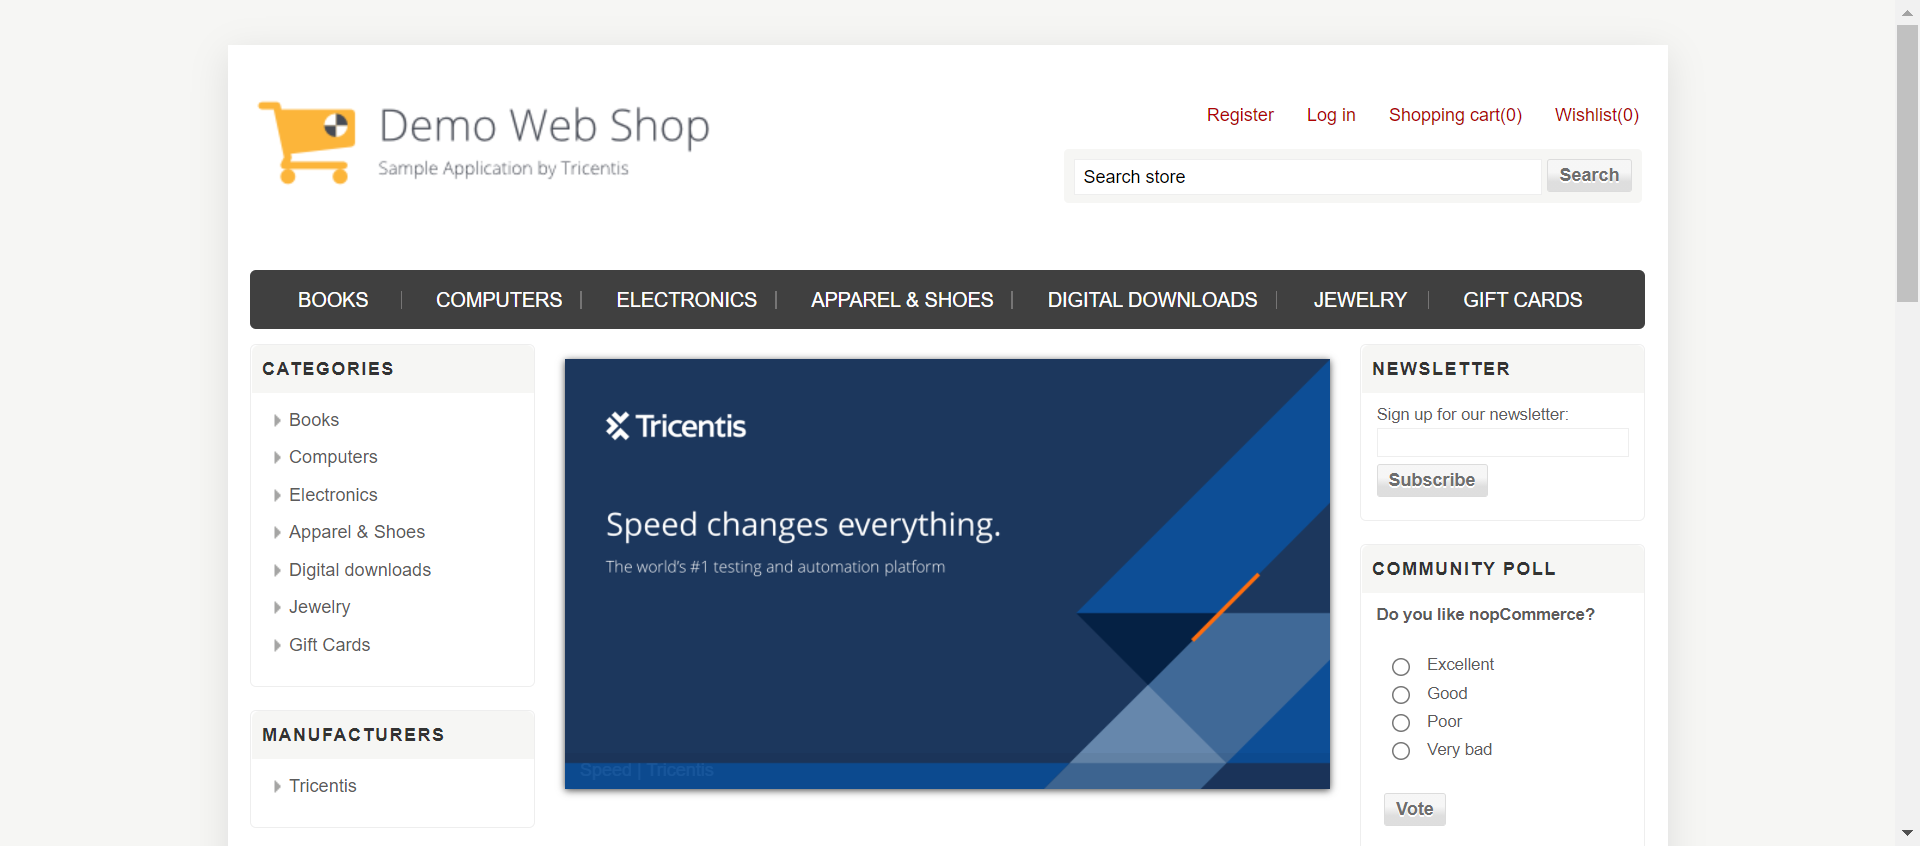 Demo Web Shop
Sample Application by Tricentis
Register Log in Shopping cart(0) Wishlist(0)
Search store Search
BOOKS COMPUTERS ELECTRONICS APPAREL & SHOES DIGITAL DOWNLOADS JEWELRY GIFT CARDS
CATEGORIES
Books
Computers
Electronics
Apparel & Shoes
Digital downloads
Jewelry
Gift Cards
MANUFACTURERS
Tricentis
Tricentis
Speed changes everything.
The world's #1 testing and automation platform
Speed | Tricentis
NEWSLETTER
Sign up for our newsletter:
Subscribe
COMMUNITY POLL
Do you like nopCommerce?
Excellent
Good
Poor
Very bad
Vote